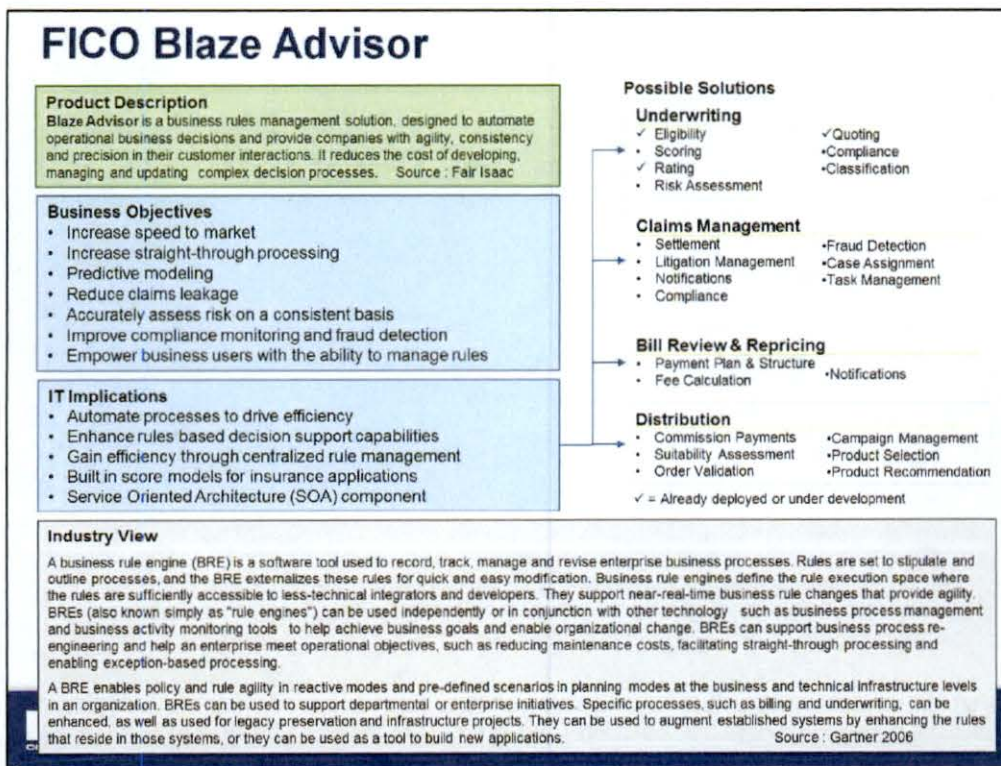 FICO Blaze Advisor
Product Description
Blaze Advisor is a business rules management solution, designed to automate
operational business decisions and provide companies with agility, consistency
and precision in their customer interactions. It reduces the cost of developing,
managing and updating complex decision processes. Source : Fair Isaac
Business Objectives
• Increase speed to market
• Increase straight-through processing
• Predictive modeling
• Reduce claims leakage
• Accurately assess risk on a consistent basis
• Improve compliance monitoring and fraud detection
• Empower business users with the ability to manage rules
IT Implications
• Automate processes to drive efficiency
• Enhance rules based decision support capabilities
• Gain efficiency through centralized rule management
• Built in score models for insurance applications
• Service Oriented Architecture (SOA) component
Possible Solutions
Underwriting
✓ Eligibility
• Scoring
✓ Rating
• Risk Assessment
✓Quoting
•Compliance
•Classification
Claims Management
• Settlement
• Litigation Management
• Notifications
• Compliance
•Fraud Detection
•Case Assignment
•Task Management
Bill Review & Repricing
• Payment Plan & Structure
• Fee Calculation
•Notifications
Distribution
• Commission Payments
• Suitability Assessment
• Order Validation
•Campaign Management
•Product Selection
•Product Recommendation
✓ = Already deployed or under development
Industry View
A business rule engine (BRE) is a software tool used to record, track, manage and revise enterprise business processes. Rules are set to stipulate and
outline processes, and the BRE externalizes these rules for quick and easy modification. Business rule engines define the rule execution space where
the rules are sufficiently accessible to less-technical integrators and developers. They support near-real-time business rule changes that provide agility.
BREs (also known simply as "rule engines") can be used independently or in conjunction with other technology such as business process management
and business activity monitoring tools to help achieve business goals and enable organizational change. BREs can support business process re-
engineering and help an enterprise meet operational objectives, such as reducing maintenance costs, facilitating straight-through processing and
enabling exception-based processing.
A BRE enables policy and rule agility in reactive modes and pre-defined scenarios in planning modes at the business and technical infrastructure levels
in an organization. BREs can be used to support departmental or enterprise initiatives. Specific processes, such as billing and underwriting, can be
enhanced, as well as used for legacy preservation and infrastructure projects. They can be used to augment established systems by enhancing the rules
that reside in those systems, or they can be used as a tool to build new applications. Source : Gartner 2006